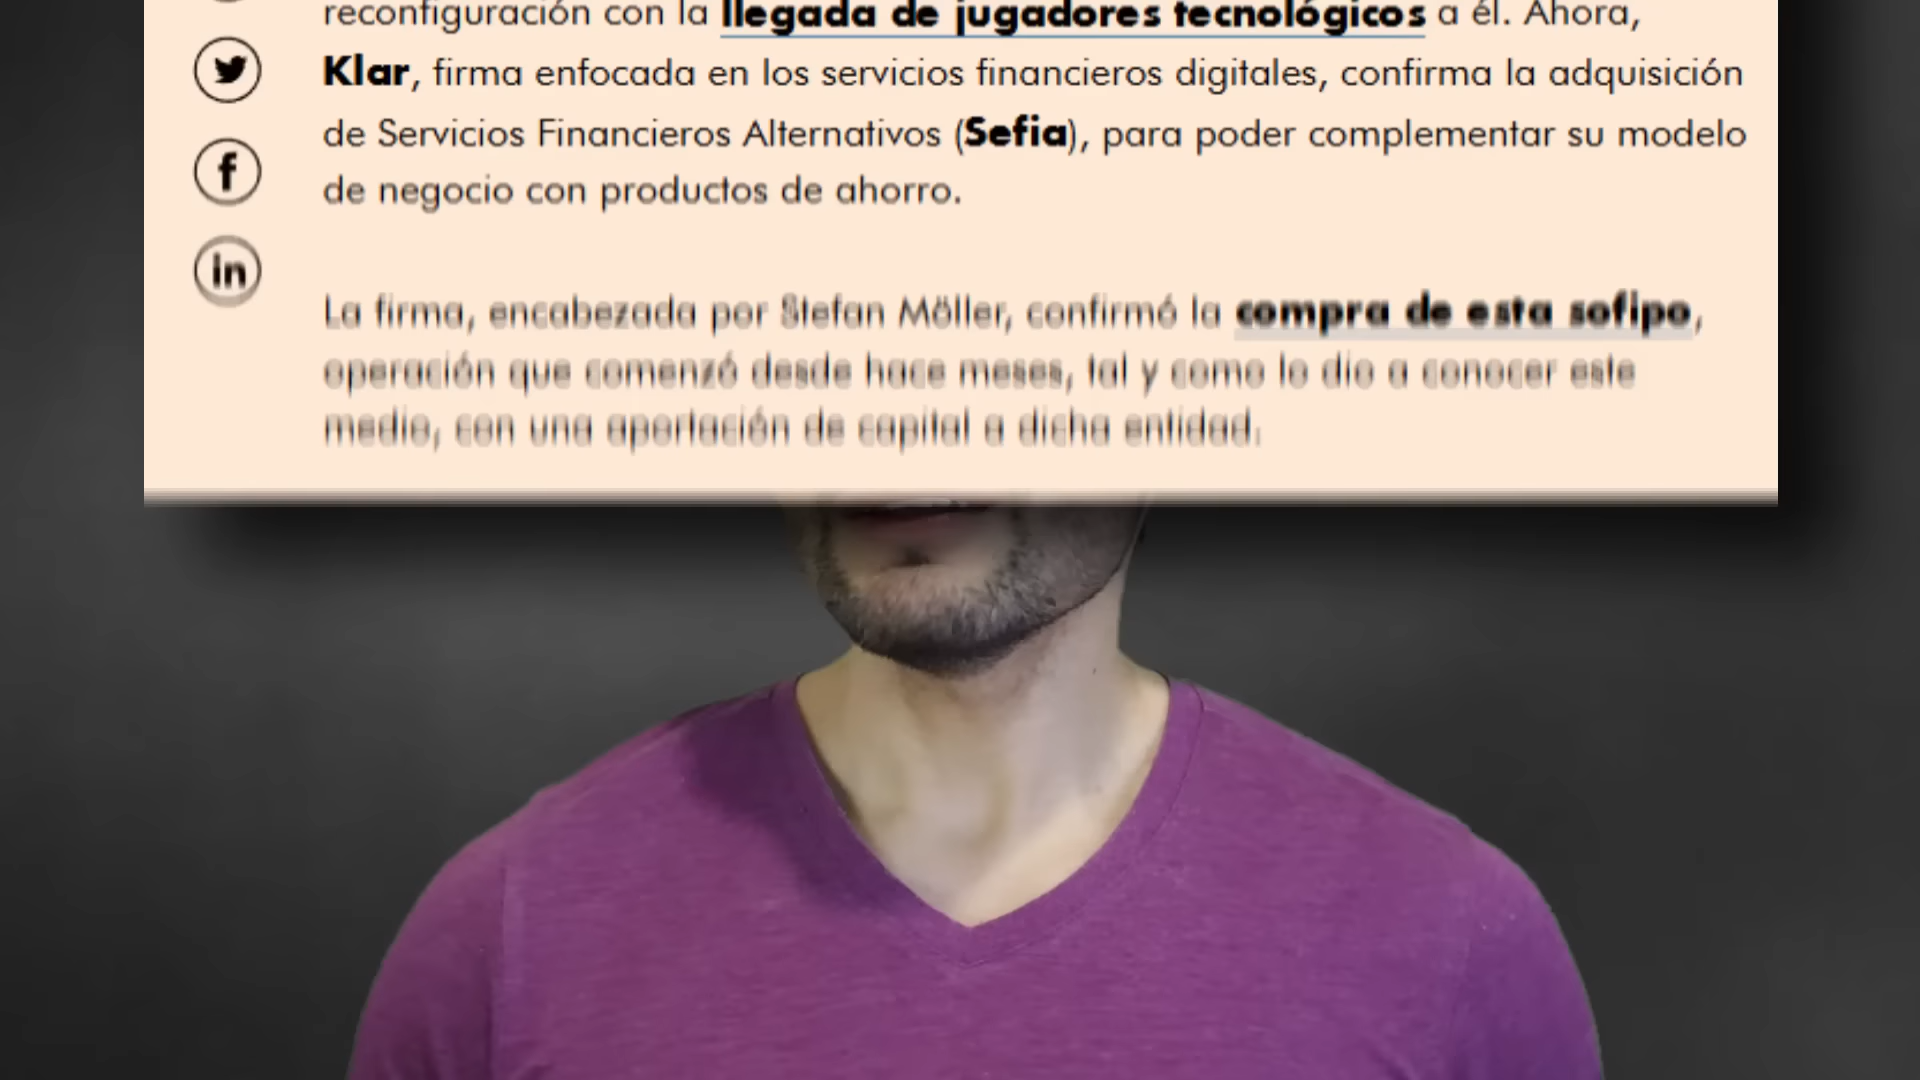 reconfiguración con la llegada de jugadores tecnológicos a él. Ahora,
Klar, firma enfocada en los servicios financieros digitales, confirma la adquisición
de Servicios Financieros Alternativos (Sefia), para poder complementar su modelo
de negocio con productos de ahorro.
La firma, encabezada por Stefan Möller, confirmó la compra de esta sofipo,
operación que comenzó desde hace meses, tal y como lo dio a conocer este
medio, con una aportación de capital a dicha entidad.
f
in